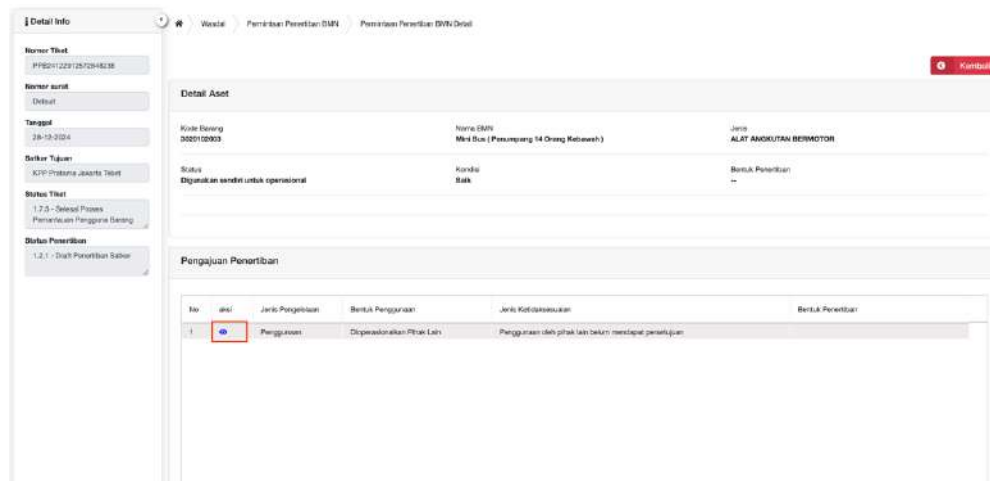 Detail Info
Wasdal
Permintaan Penertiban BMN
Permintaan Penertiban BMN Detail
Nomor Tiket
Kembali
Nomor surat
Default
Detail Aset
Tanggal
28-12-2024
Kode Barang
Nama BMN
Jenis
3020102003
Mini Bus ( Penumpang 14 Orang Kebawah )
ALAT ANGKUTAN BERMOTOR
Satker Tujuan
KPP Pratama Jakarta Tebet
Status
Kondisi
Bentuk Penertiban
Digunakan sendiri untuk operasional
Baik
--
Status Tiket
1.7.3 - Selesai Proses
Pemantauan Pengguna Barang
Status Penertiban
1.2.1 - Draft Penertiban Satker
Pengajuan Penertiban
No
aksi
Jenis Pengelolaan
Bentuk Penggunaan
Jenis Ketidaksesuaian
Bentuk Penertiban
1
Penggunaan
Dioperasionalkan Pihak Lain
Penggunaan oleh pihak lain belum mendapat persetujuan